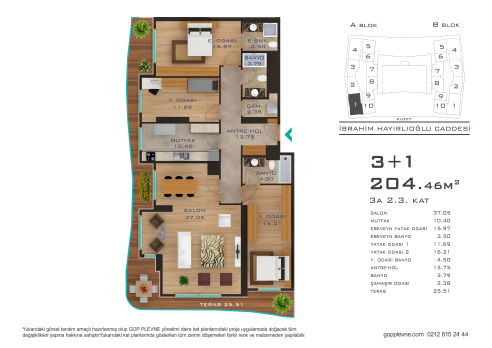 A BLOK
B BLOK
5
4
6
3
7
2
8
9
1
10
5
6
4
7
3
8
2
9
10
1
KUZEY
İBRAHİM HAYIRLIOĞLU CADDESİ
3+1
204.46M²
3A 2.3. KAT
SALON 37.05
MUTFAK 10.40
EBEVEYN YATAK ODASI 15.97
EBEVEYN BANYO 3.50
YATAK ODASI 1 11.69
YATAK ODASI 2 16.21
Y. ODASI BANYO 4.50
ANTRE-HOL 13.75
BANYO 3.79
ÇAMAŞIR ODASI 2.38
TERAS 25.51
E. ODASI
15.97
E.BNY.
3.50
BANYO
3.79
Y. ODASI
11.69
ÇAM.
2.38
ANTRE-HOL
13.75
MUTFAK
10.40
BANYO
4.50
SALON
37.05
Y. ODASI
16.21
TERAS 25.51
Yukarıdaki görsel tanıtım amaçlı hazırlanmış olup GOP PLEVNE yönetimi daire kat planlarındaki proje uygulamada doğacak tüm
değişiklikleri yapma hakkına sahiptir.Yukarıdaki kat planlarında gösterilen tüm zemin döşemeleri farklı renk ve malzemeden yapılabilir.
gopplevne.com 0212 615 24 44